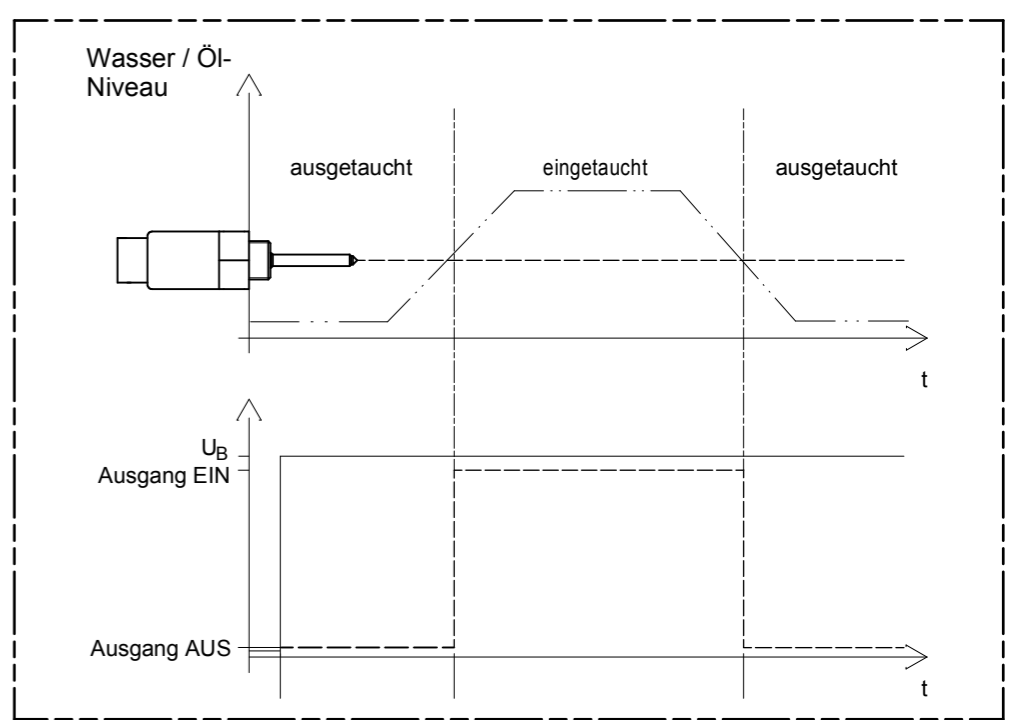 Wasser / Öl-
Niveau
ausgetaucht
eingetaucht
ausgetaucht
t
UB
Ausgang EIN
Ausgang AUS
t